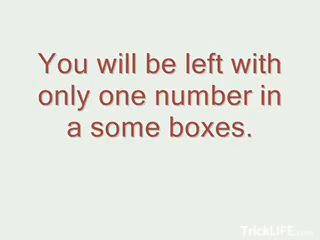 You will be left with
only one number in
a some boxes.
TrickLIFE.com